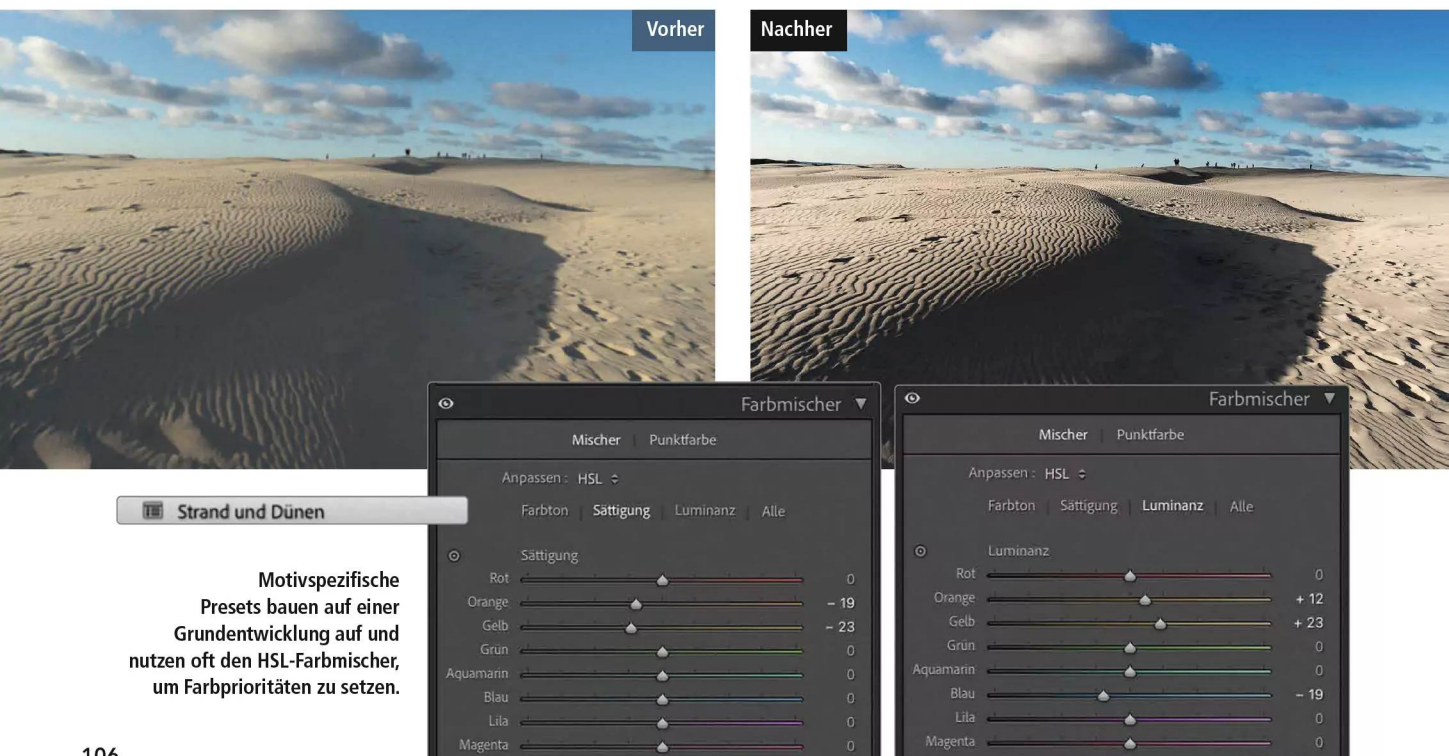 Vorher
Nachher
Strand und Dünen
Motivspezifische
Presets bauen auf einer
Grundentwicklung auf und
nutzen oft den HSL-Farbmischer,
um Farbprioritäten zu setzen.
Farbmischer
Mischer | Punktfarbe
Anpassen : HSL
Farbton | Sättigung | Luminanz | Alle
Sättigung
Rot 0
Orange – 19
Gelb – 23
Grün 0
Aquamarin 0
Blau 0
Lila 0
Magenta 0
Farbmischer
Mischer | Punktfarbe
Anpassen : HSL
Farbton | Sättigung | Luminanz | Alle
Luminanz
Rot 0
Orange + 12
Gelb + 23
Grün 0
Aquamarin 0
Blau – 19
Lila 0
Magenta 0
106